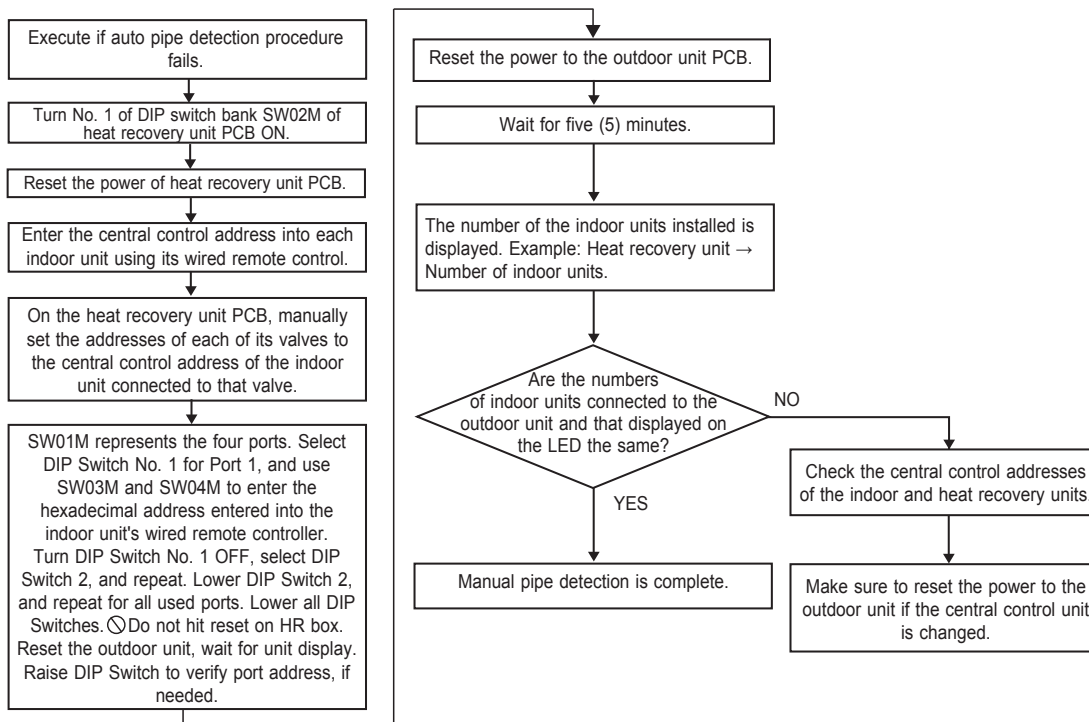 Execute if auto pipe detection procedure
fails.
Turn No. 1 of DIP switch bank SW02M of
heat recovery unit PCB ON.
Reset the power of heat recovery unit PCB.
Enter the central control address into each
indoor unit using its wired remote control.
On the heat recovery unit PCB, manually
set the addresses of each of its valves to
the central control address of the indoor
unit connected to that valve.
SW01M represents the four ports. Select
DIP Switch No. 1 for Port 1, and use
SW03M and SW04M to enter the
hexadecimal address entered into the
indoor unit's wired remote controller.
Turn DIP Switch No. 1 OFF, select DIP
Switch 2, and repeat. Lower DIP Switch 2,
and repeat for all used ports. Lower all DIP
Switches. 🛇 Do not hit reset on HR box.
Reset the outdoor unit, wait for unit display.
Raise DIP Switch to verify port address, if
needed.
Reset the power to the outdoor unit PCB.
Wait for five (5) minutes.
The number of the indoor units installed is
displayed. Example: Heat recovery unit →
Number of indoor units.
Are the numbers
of indoor units connected to the
outdoor unit and that displayed on
the LED the same?
NO
YES
Manual pipe detection is complete.
Check the central control addresses
of the indoor and heat recovery units.
Make sure to reset the power to the
outdoor unit if the central control unit
is changed.